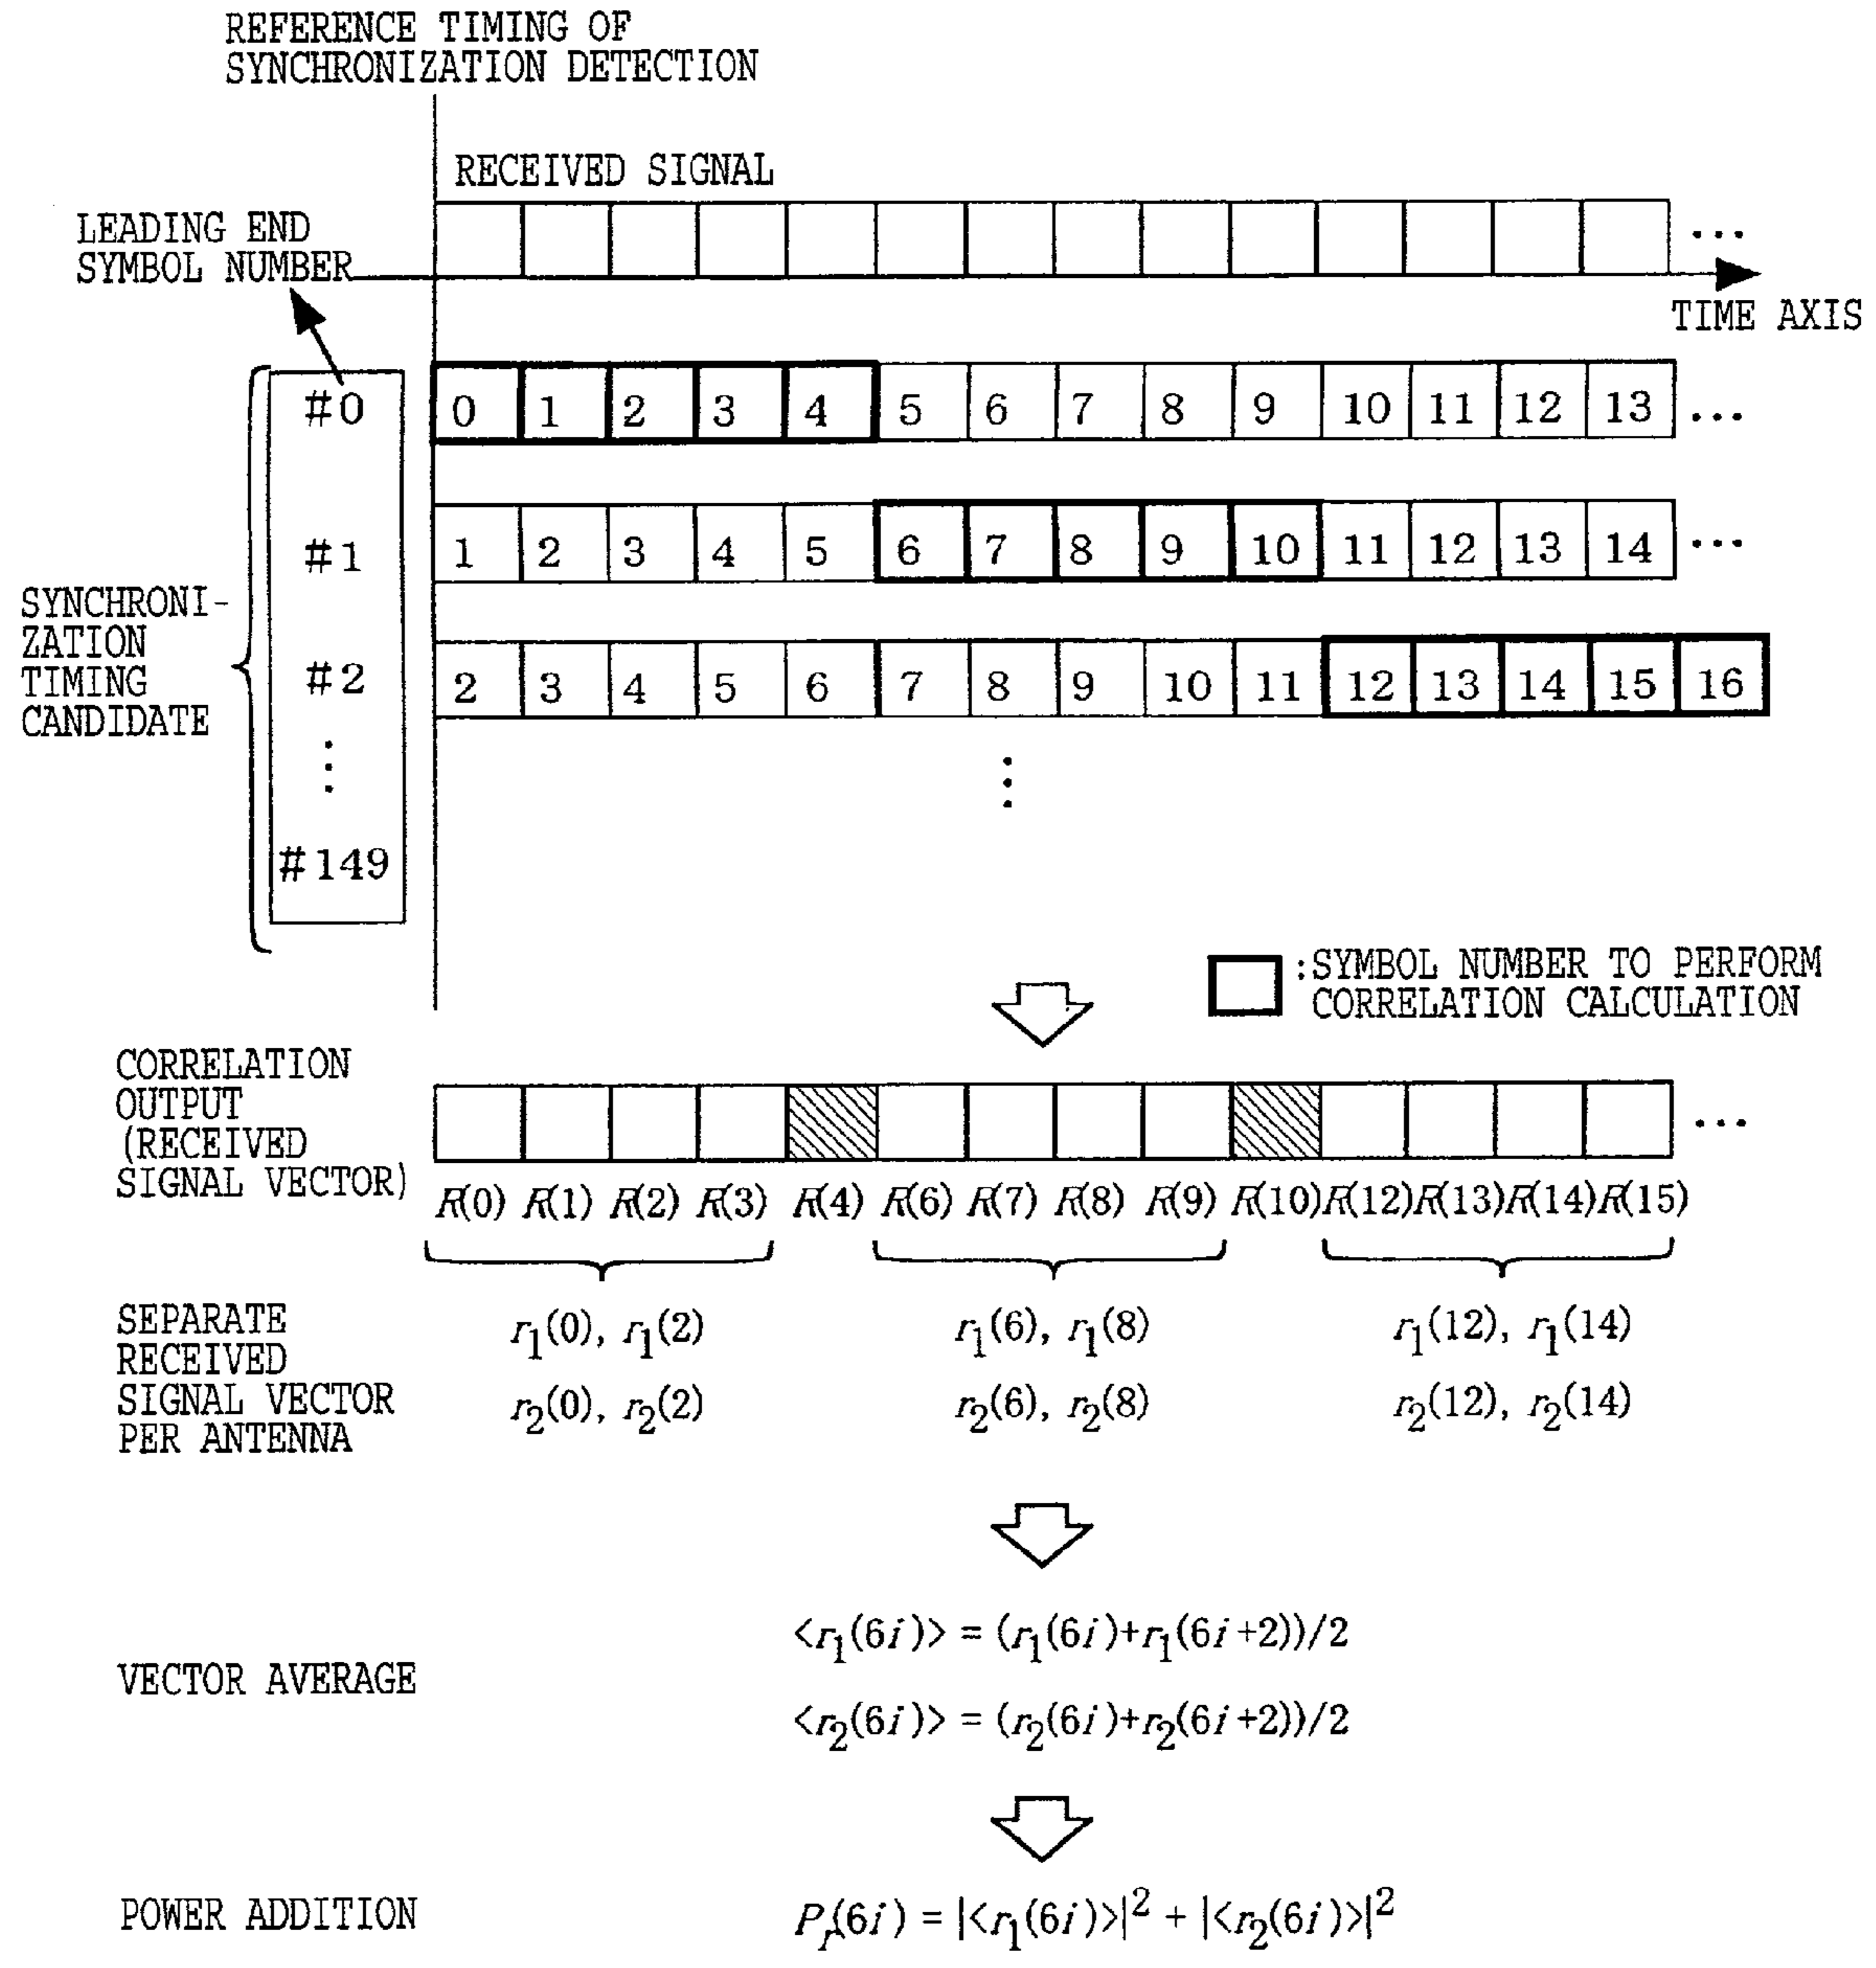 REFERENCE TIMING OF
SYNCHRONIZATION DETECTION
RECEIVED SIGNAL
LEADING END
SYMBOL NUMBER
...
TIME AXIS
#0 0 1 2 3 4 5 6 7 8 9 10 11 12 13 ...
#1 1 2 3 4 5 6 7 8 9 10 11 12 13 14 ...
SYNCHRONI-
ZATION
TIMING
CANDIDATE
#2 2 3 4 5 6 7 8 9 10 11 12 13 14 15 16
#149
:SYMBOL NUMBER TO PERFORM
CORRELATION CALCULATION
CORRELATION
OUTPUT
(RECEIVED
SIGNAL VECTOR)
...
R(0) R(1) R(2) R(3) R(4) R(6) R(7) R(8) R(9) R(10) R(12) R(13) R(14) R(15)
SEPARATE
RECEIVED
SIGNAL VECTOR
PER ANTENNA
r1(0), r1(2) r1(6), r1(8) r1(12), r1(14)
r2(0), r2(2) r2(6), r2(8) r2(12), r2(14)
VECTOR AVERAGE
<r1(6i)> = (r1(6i)+r1(6i+2))/2
<r2(6i)> = (r2(6i)+r2(6i+2))/2
POWER ADDITION
Pr(6i) = |<r1(6i)>|² + |<r2(6i)>|²